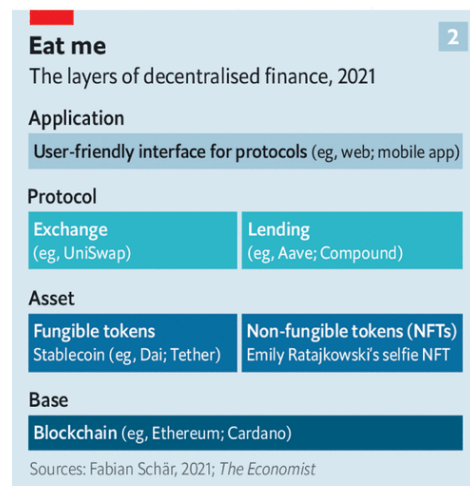 Eat me
2
The layers of decentralised finance, 2021
Application
User-friendly interface for protocols (eg, web; mobile app)
Protocol
Exchange
(eg, UniSwap)
Lending
(eg, Aave; Compound)
Asset
Fungible tokens
Stablecoin (eg, Dai; Tether)
Non-fungible tokens (NFTs)
Emily Ratajkowski's selfie NFT
Base
Blockchain (eg, Ethereum; Cardano)
Sources: Fabian Schär, 2021; The Economist